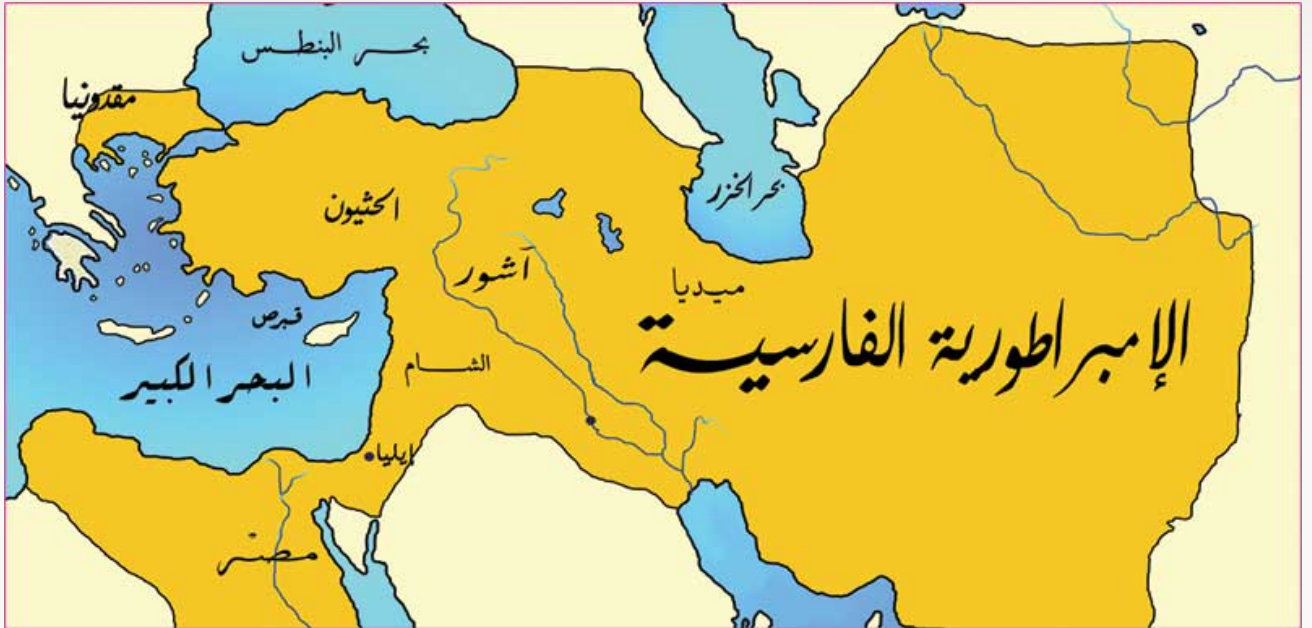 بحر البنطس
مقدونيا
بحر الخزر
الحثيون
آشور
ميديا
قبرص
الإمبراطورية الفارسية
الشام
البحر الكبير
إيليا
مصر